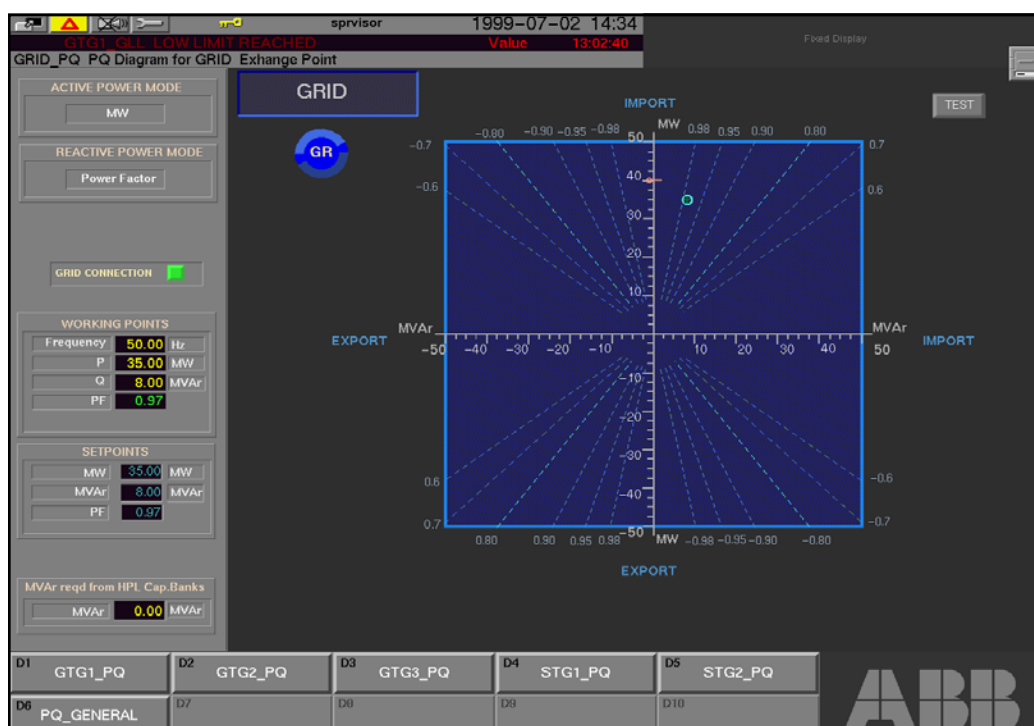 sprvisor 1999-07-02 14:34
GTG1_GLL LOW LIMIT REACHED Value 13:02:40
Fixed Display
GRID_PQ PQ Diagram for GRID Exhange Point
ACTIVE POWER MODE
MW
REACTIVE POWER MODE
Power Factor
GRID CONNECTION
WORKING POINTS
Frequency 50.00 Hz
P 35.00 MW
Q 8.00 MVAr
PF 0.97
SETPOINTS
MW 35.00 MW
MVAr 8.00 MVAr
PF 0.97
MVAr reqd from HPL Cap.Banks
MVAr 0.00 MVAr
GRID
GR
TEST
IMPORT
MW
-0.80 -0.90 -0.95 -0.98 0.98 0.95 0.90 0.80
-0.7 50 0.7
-0.6 40 0.6
30
20
10
MVAr MVAr
EXPORT IMPORT
-50 -40 -30 -20 -10 10 20 30 40 50
-10
-20
-30
-40
-50
0.6 -0.6
0.7 -0.7
0.80 0.90 0.95 0.98 MW -0.98 -0.95 -0.90 -0.80
EXPORT
D1 GTG1_PQ
D2 GTG2_PQ
D3 GTG3_PQ
D4 STG1_PQ
D5 STG2_PQ
D6 PQ_GENERAL
D7
D8
D9
D10
ABB